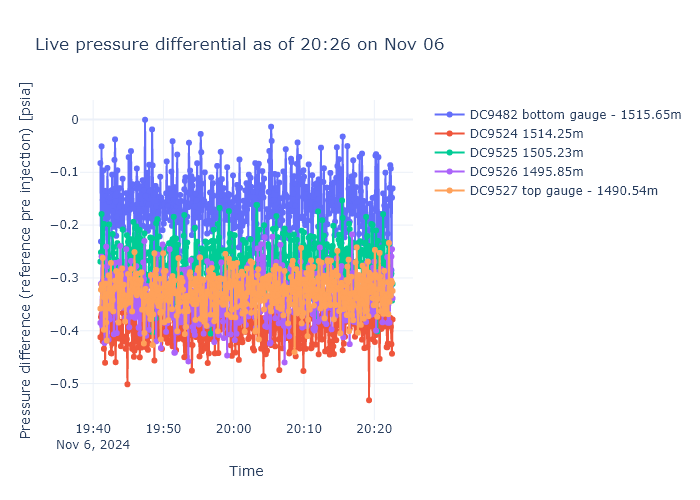 Live pressure differential as of 20:26 on Nov 06
Pressure difference (reference pre injection) [psia]
0
−0.1
−0.2
−0.3
−0.4
−0.5
19:40
Nov 6, 2024
19:50
20:00
20:10
20:20
Time
DC9482 bottom gauge - 1515.65m
DC9524 1514.25m
DC9525 1505.23m
DC9526 1495.85m
DC9527 top gauge - 1490.54m